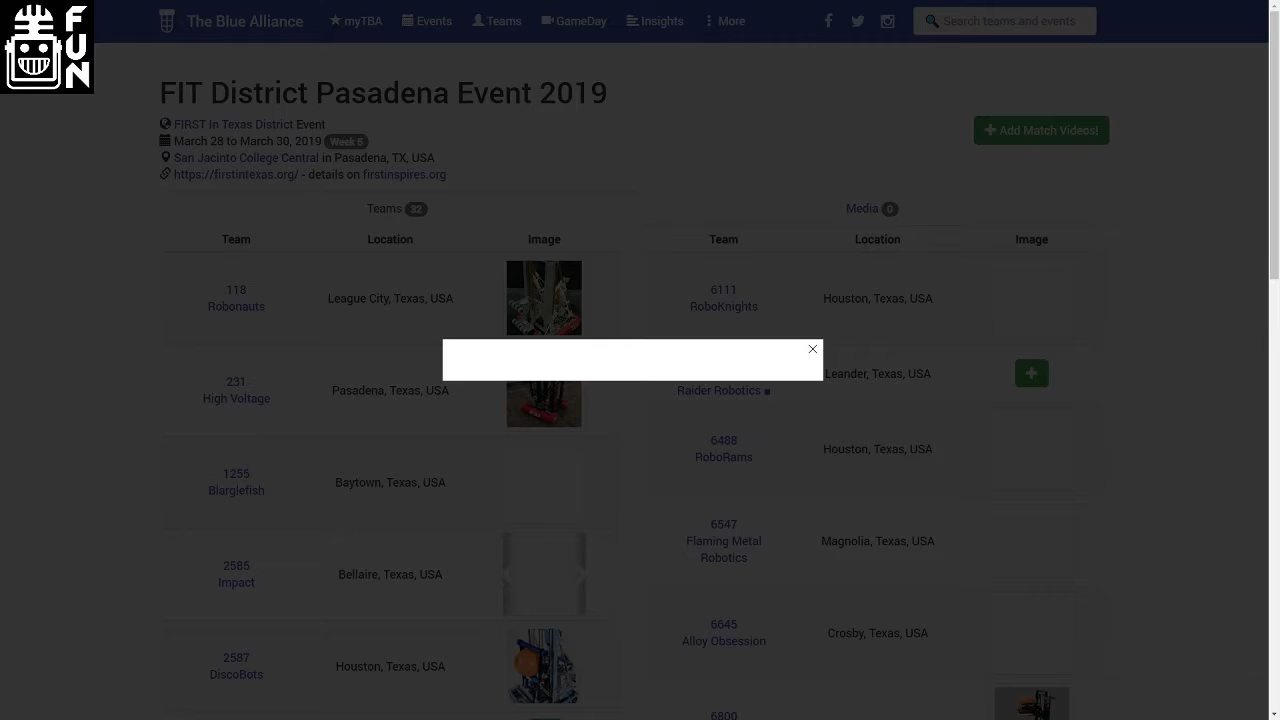 FUN
The Blue Alliance
myTBA
Events
Teams
GameDay
Insights
More
Search teams and events
FIT District Pasadena Event 2019
FIRST In Texas District Event
March 28 to March 30, 2019 Week 5
San Jacinto College Central in Pasadena, TX, USA
https://firstintexas.org/ - details on firstinspires.org
Add Match Videos!
Teams 32
Media 0
Team Location Image
118
Robonauts
League City, Texas, USA
231
High Voltage
Pasadena, Texas, USA
1255
Blarglefish
Baytown, Texas, USA
2585
Impact
Bellaire, Texas, USA
2587
DiscoBots
Houston, Texas, USA
Team Location Image
6111
RoboKnights
Houston, Texas, USA
Raider Robotics
Leander, Texas, USA
6488
RoboRams
Houston, Texas, USA
6547
Flaming Metal
Robotics
Magnolia, Texas, USA
6645
Alloy Obsession
Crosby, Texas, USA
6800